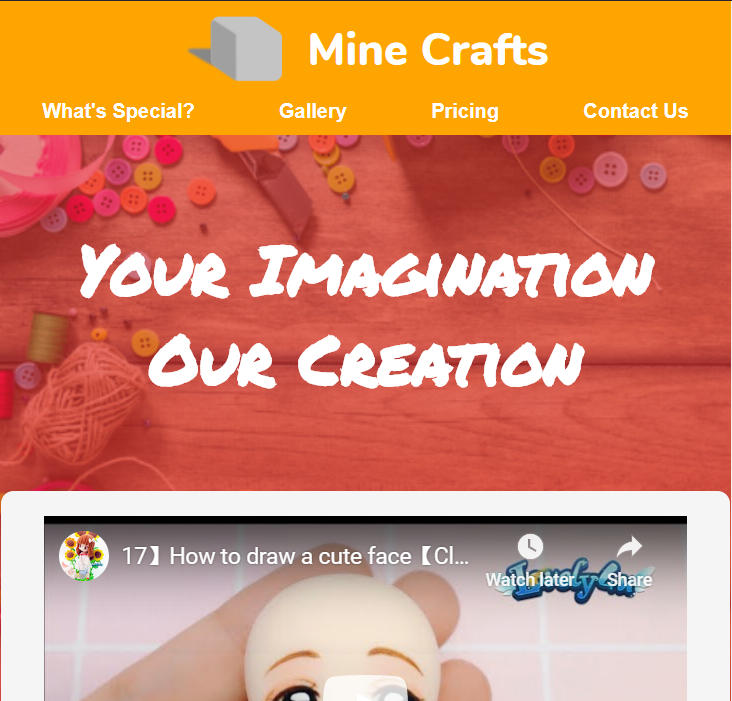 Mine Crafts
What's Special?
Gallery
Pricing
Contact Us
Your Imagination
Our Creation
17】How to draw a cute face【Cl...
Watch later
Share